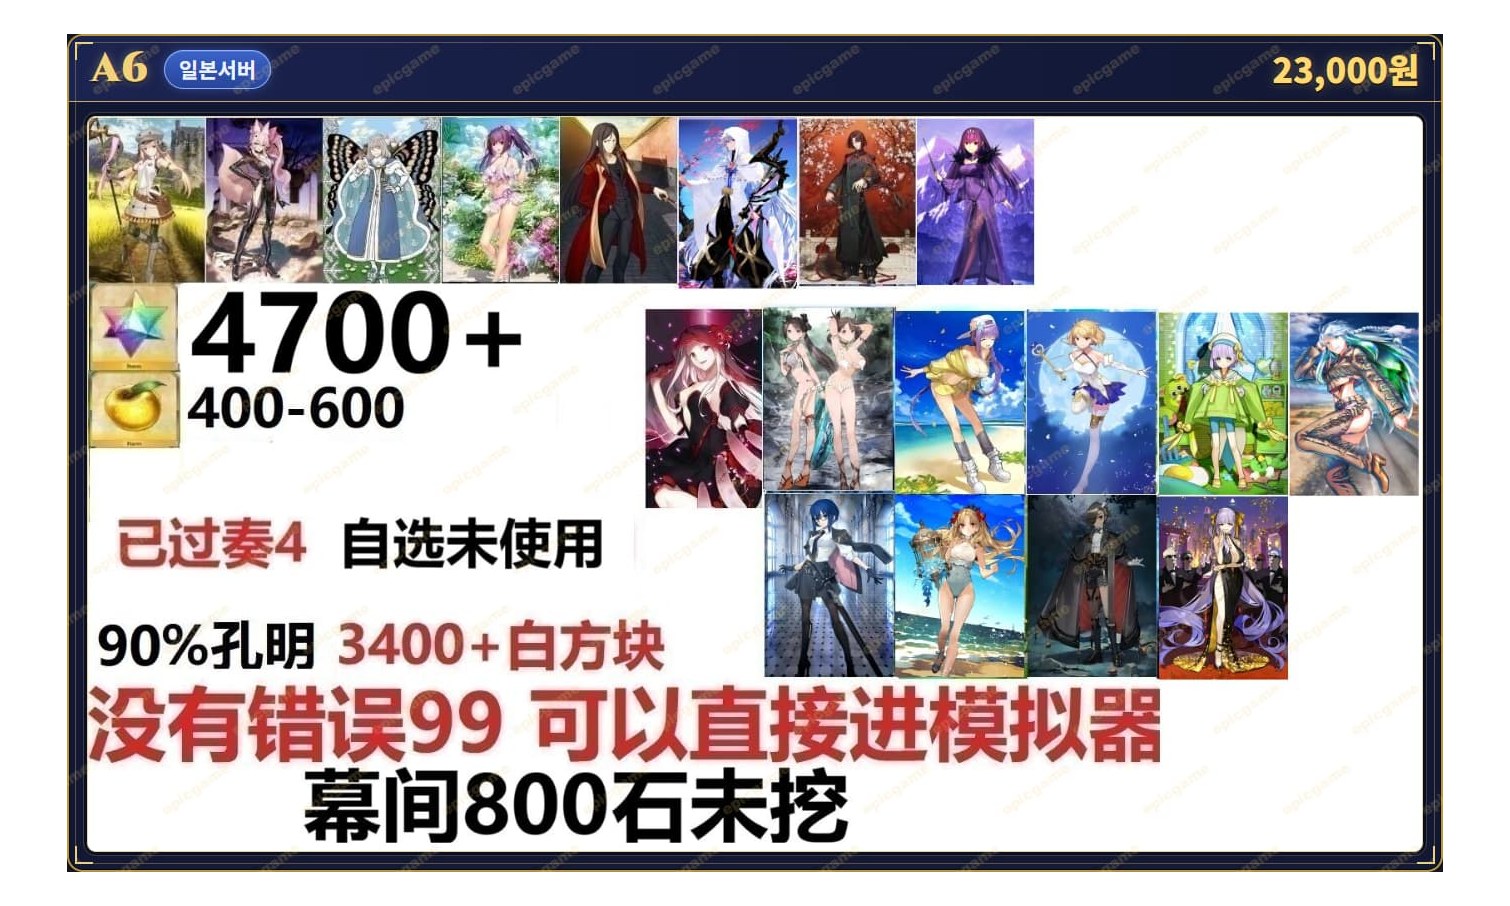 A6 일본서버 23,000원
4700+
400-600
已过奏4 自选未使用
90%孔明 3400+白方块
没有错误99 可以直接进模拟器
幕间800石未挖
epicgame